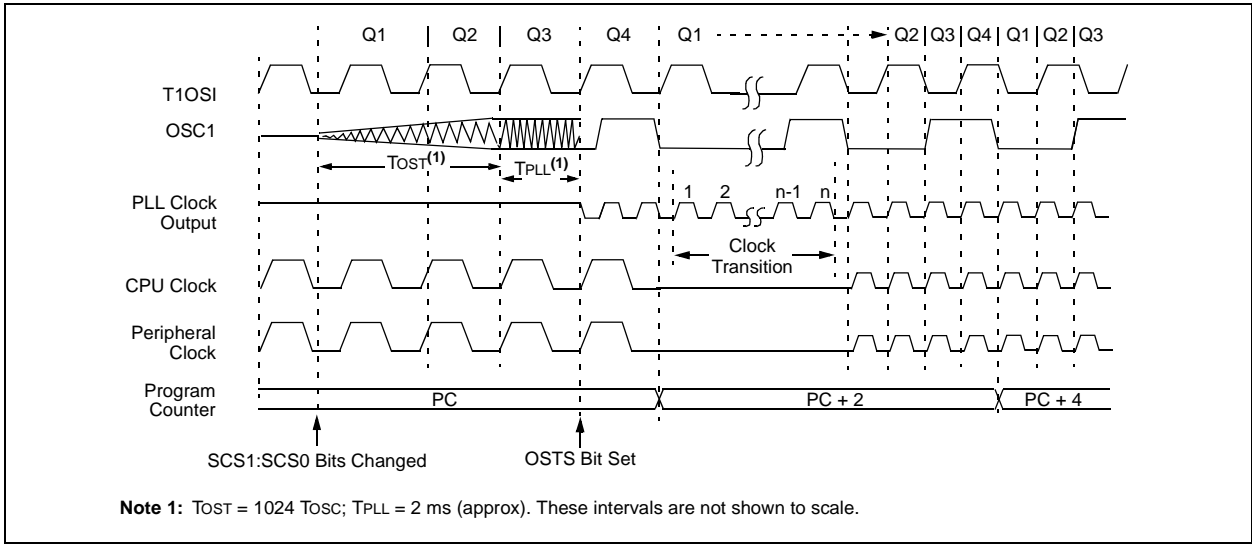 Q1 Q2 Q3 Q4 Q1 Q2 Q3 Q4 Q1 Q2 Q3
T1OSI
OSC1
TOST(1)
TPLL(1)
1 2 n-1 n
PLL Clock
Output
Clock
Transition
CPU Clock
Peripheral
Clock
Program
Counter
PC PC + 2 PC + 4
SCS1:SCS0 Bits Changed OSTS Bit Set
Note 1: TOST = 1024 TOSC; TPLL = 2 ms (approx). These intervals are not shown to scale.